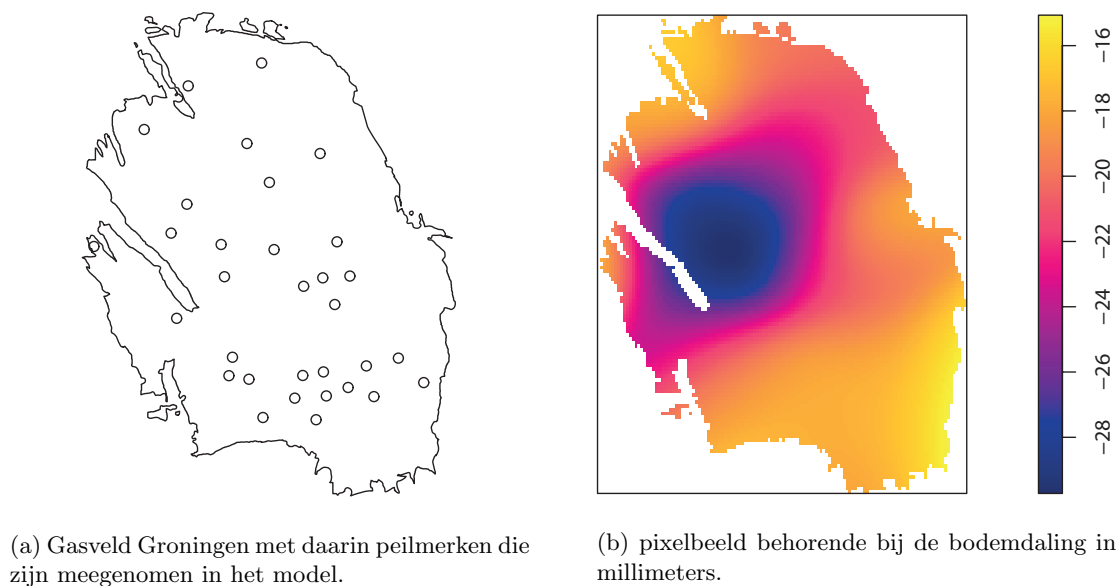 −16
−18
−20
−22
−24
−26
−28
(a) Gasveld Groningen met daarin peilmerken die
zijn meegenomen in het model.
(b) pixelbeeld behorende bij de bodemdaling in
millimeters.